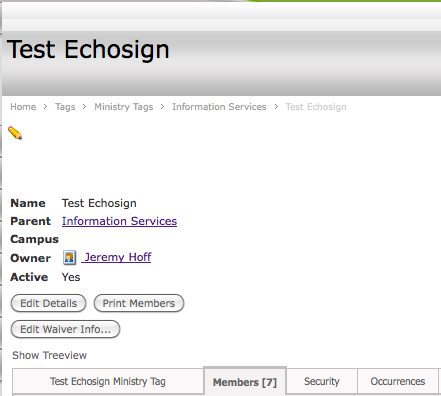 Test Echosign
Home > Tags > Ministry Tags > Information Services > Test Echosign
Name Test Echosign
Parent Information Services
Campus
Owner Jeremy Hoff
Active Yes
Edit Details Print Members
Edit Waiver Info...
Show Treeview
Test Echosign Ministry Tag Members [7] Security Occurrences